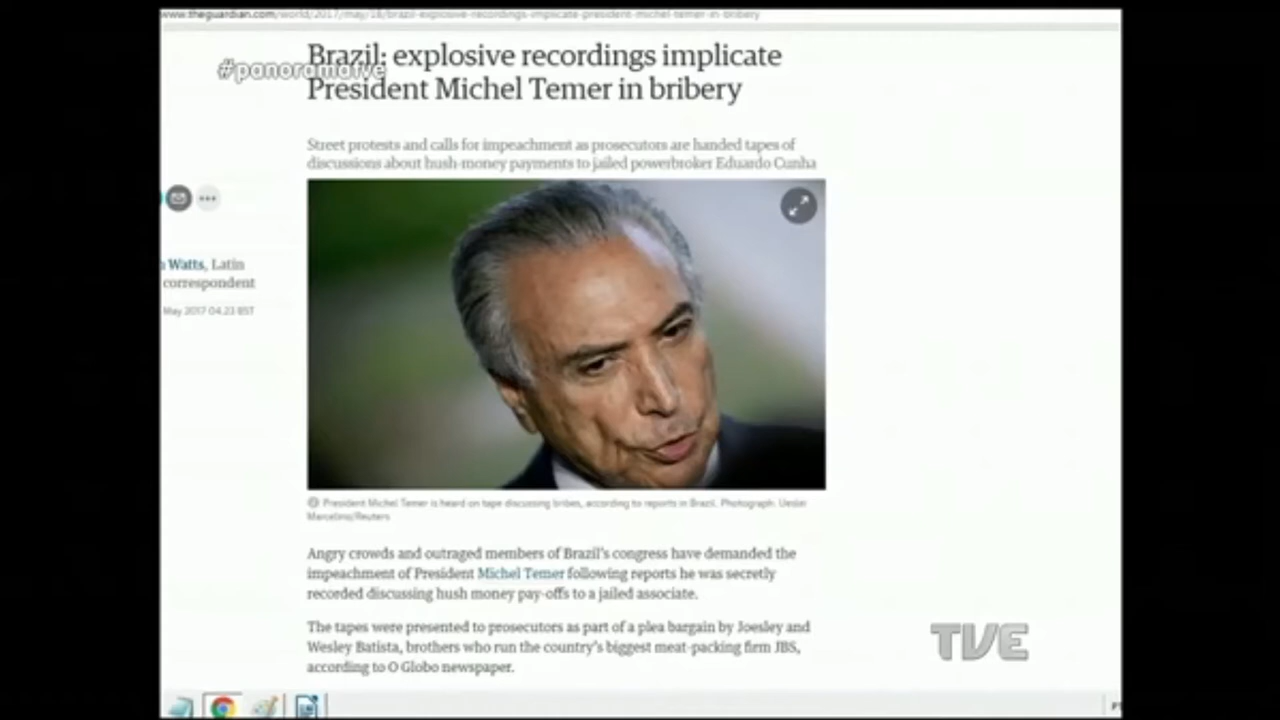 www.theguardian.com/world/2017/may/18/brazil-explosive-recordings-implicate-president-michel-temer-in-bribery
#panoramatve
Brazil: explosive recordings implicate
President Michel Temer in bribery
Street protests and calls for impeachment as prosecutors are handed tapes of
discussions about hush-money payments to jailed powerbroker Eduardo Cunha
Watts, Latin
correspondent
May 2017 04.23 BST
President Michel Temer is heard on tape discussing bribes, according to reports in Brazil. Photograph: Ueslei
Marcelino/Reuters
Angry crowds and outraged members of Brazil's congress have demanded the
impeachment of President Michel Temer following reports he was secretly
recorded discussing hush money pay-offs to a jailed associate.
The tapes were presented to prosecutors as part of a plea bargain by Joesley and
Wesley Batista, brothers who run the country's biggest meat-packing firm JBS,
according to O Globo newspaper.
TVE